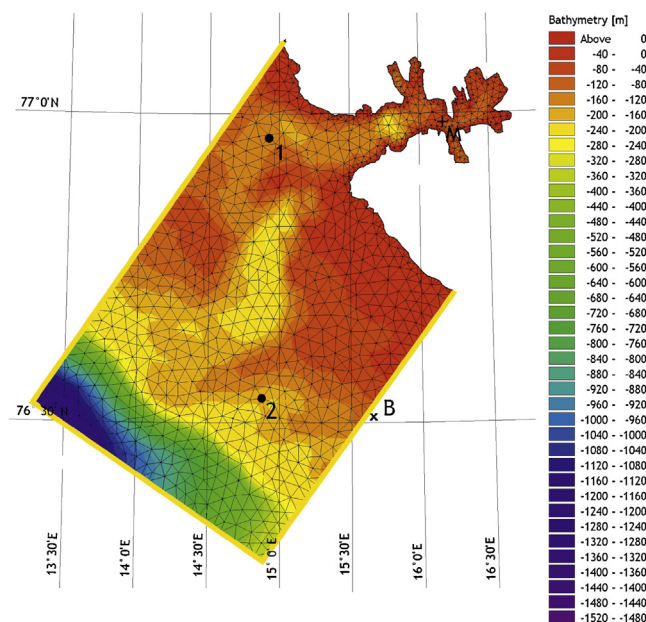 Bathymetry [m]
Above 0
-40 - 0
-80 - -40
-120 - -80
-160 - -120
-200 - -160
-240 - -200
-280 - -240
-320 - -280
-360 - -320
-400 - -360
-440 - -400
-480 - -440
-520 - -480
-560 - -520
-600 - -560
-640 - -600
-680 - -640
-720 - -680
-760 - -720
-800 - -760
-840 - -800
-880 - -840
-920 - -880
-960 - -920
-1000 - -960
-1040 - -1000
-1080 - -1040
-1120 - -1080
-1160 - -1120
-1200 - -1160
-1240 - -1200
-1280 - -1240
-1320 - -1280
-1360 - -1320
-1400 - -1360
-1440 - -1400
-1480 - -1440
-1520 - -1480
77°0'N
M
1
76°30'N
2
B
13°30'E
14°0'E
14°30'E
15°0'E
15°30'E
16°0'E
16°30'E